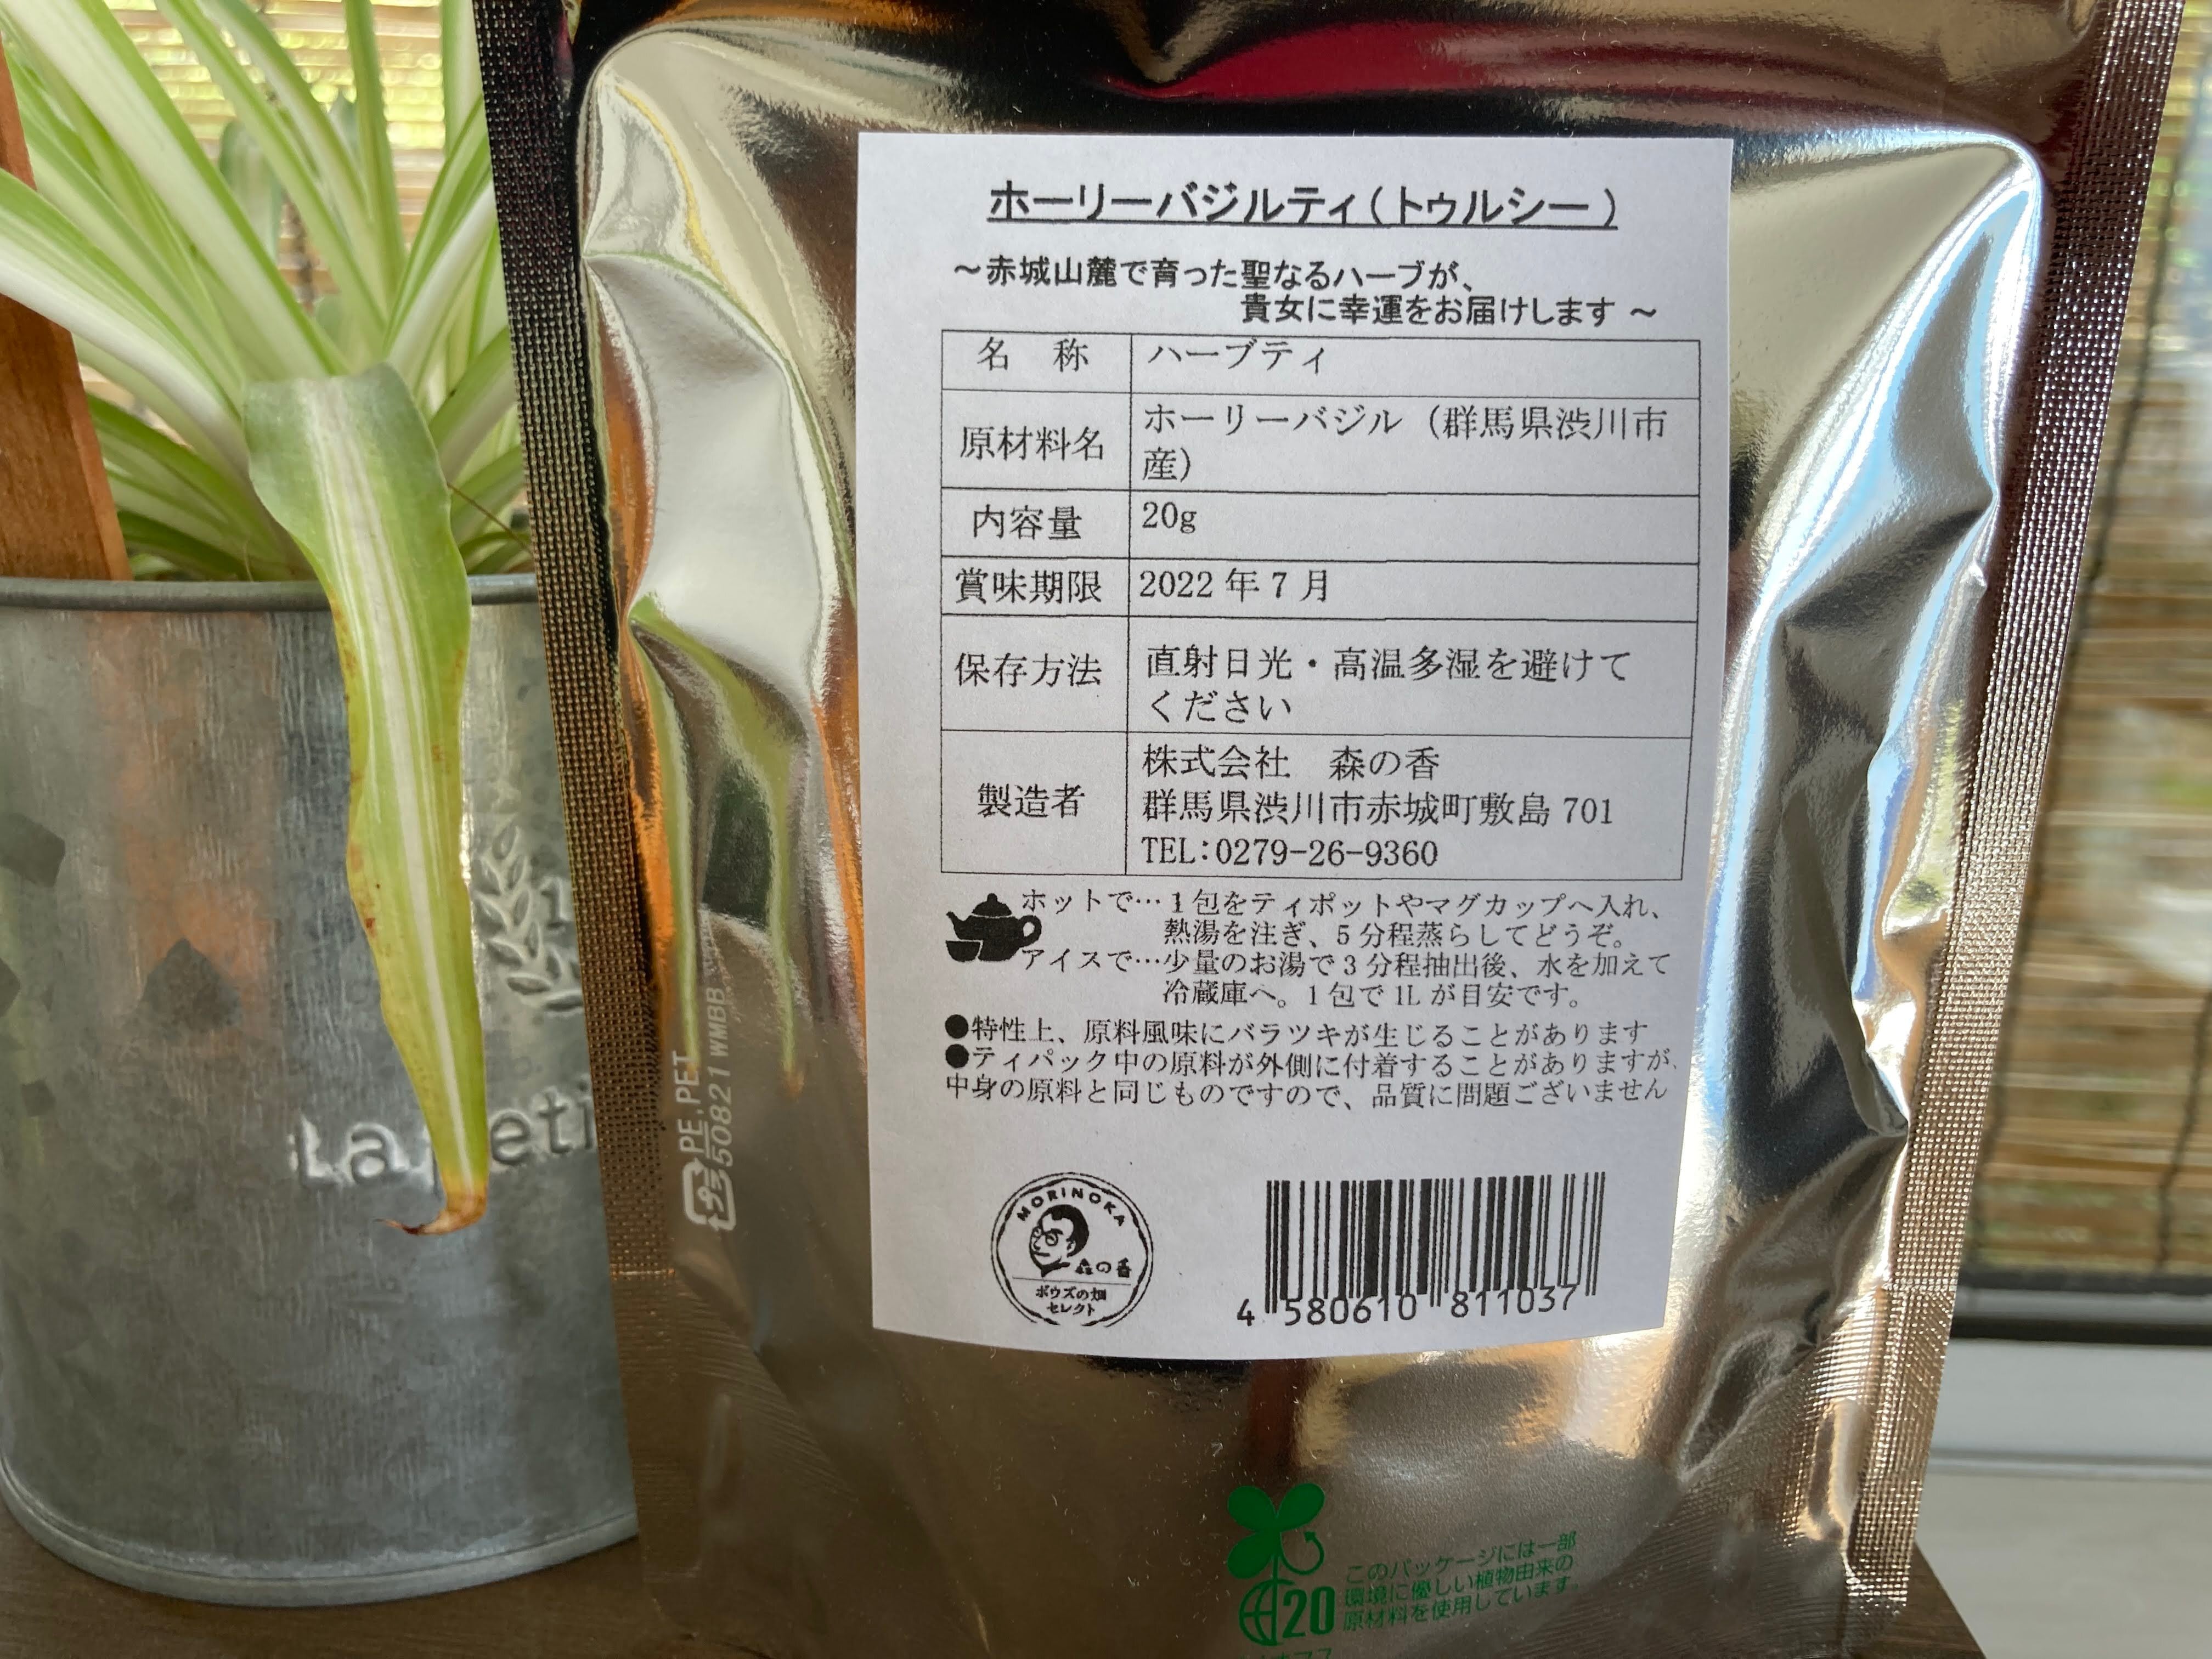 ホーリーバジルティ（トゥルシー）
～赤城山麓で育った聖なるハーブが、
貴女に幸運をお届けします ～
名　称　ハーブティ
原材料名　ホーリーバジル（群馬県渋川市
産）
内容量　20g
賞味期限　2022 年 7 月
保存方法　直射日光・高温多湿を避けて
ください
製造者　株式会社　森の香
群馬県渋川市赤城町敷島 701
TEL:0279-26-9360
ホットで…１包をティポットやマグカップへ入れ、
熱湯を注ぎ、5 分程蒸らしてどうぞ。
アイスで…少量のお湯で 3 分程抽出後、水を加えて
冷蔵庫へ。1 包で 1L が目安です。
●特性上、原料風味にバラツキが生じることがあります
●ティパック中の原料が外側に付着することがありますが、
中身の原料と同じものですので、品質に問題ございません
MORINOKA
森の香
ボウズの畑
セレクト
4 580610 811037
プラ PE,PET
50821 WMBB
このパッケージには一部
環境に優しい植物由来の
原材料を使用しています。
20